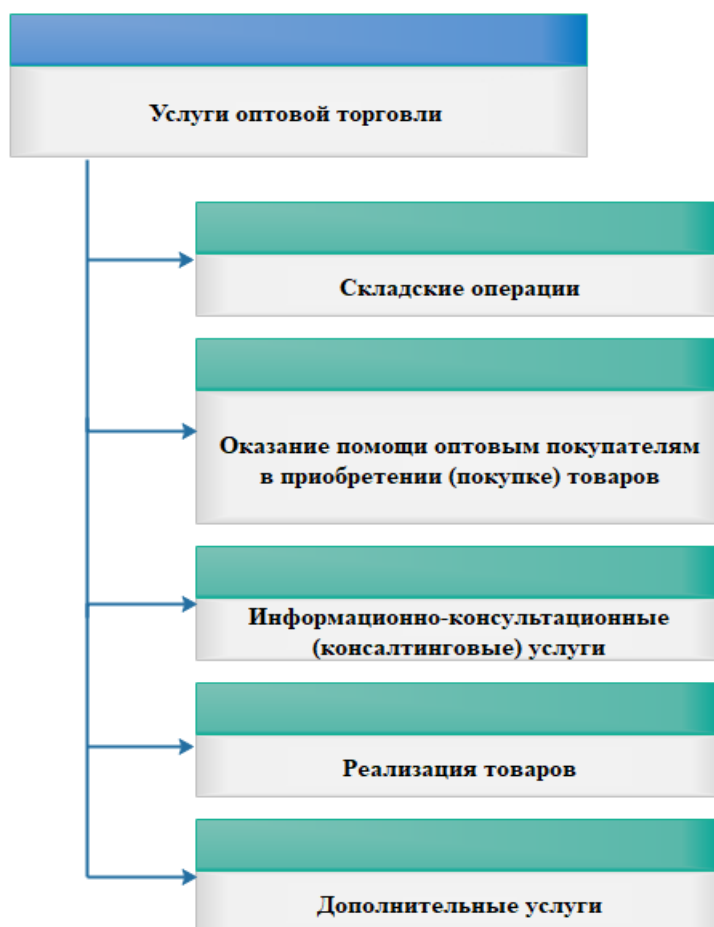 Услуги оптовой торговли
Складские операции
Оказание помощи оптовым покупателям
в приобретении (покупке) товаров
Информационно-консультационные
(консалтинговые) услуги
Реализация товаров
Дополнительные услуги